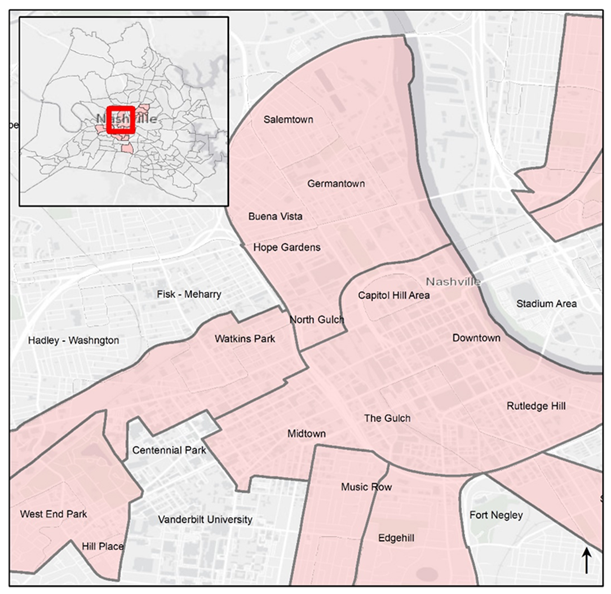 Nashville
pe
Salemtown
Germantown
Buena Vista
Hope Gardens
Nashville
Fisk - Meharry
Capitol Hill Area
Stadium Area
North Gulch
Hadley - Washngton
Watkins Park
Downtown
Rutledge Hill
The Gulch
Midtown
Centennial Park
Music Row
S
West End Park
Vanderbilt University
Fort Negley
Edgehill
Hill Place